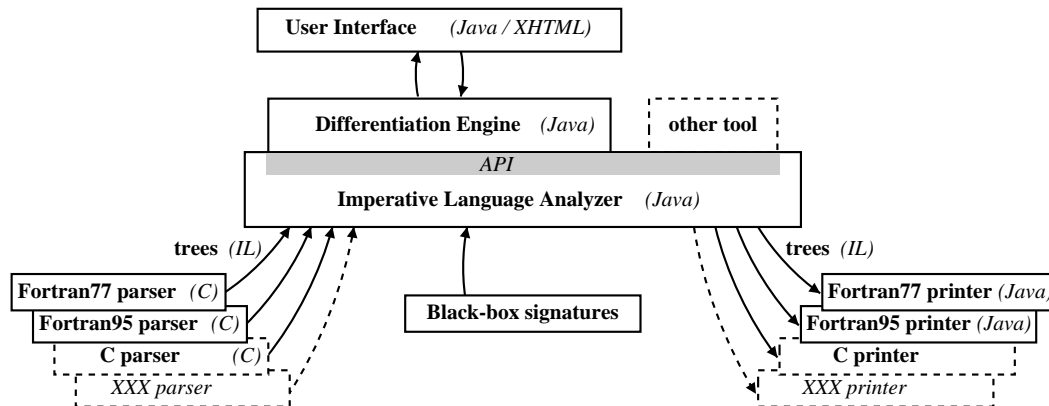 User Interface (Java / XHTML)
Differentiation Engine (Java)
other tool
API
Imperative Language Analyzer (Java)
trees (IL)
trees (IL)
Fortran77 parser (C)
Fortran95 parser (C)
C parser (C)
XXX parser
Black-box signatures
Fortran77 printer (Java)
Fortran95 printer (Java)
C printer
XXX printer